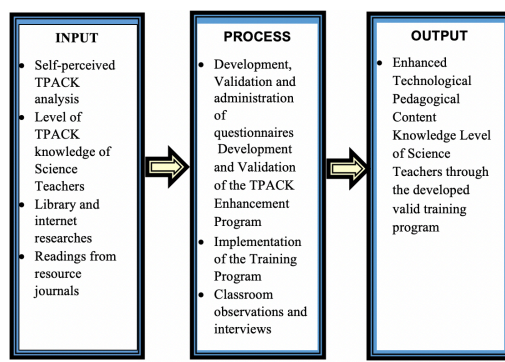 INPUT
• Self-perceived
TPACK
analysis
• Level of
TPACK
knowledge of
Science
Teachers
• Library and
internet
researches
• Readings from
resource
journals
PROCESS
• Development,
Validation and
administration
of
questionnaires
Development
and Validation
of the TPACK
Enhancement
Program
• Implementation
of the Training
Program
• Classroom
observations and
interviews
OUTPUT
• Enhanced
Technological
Pedagogical
Content
Knowledge Level
of Science
Teachers through
the developed
valid training
program